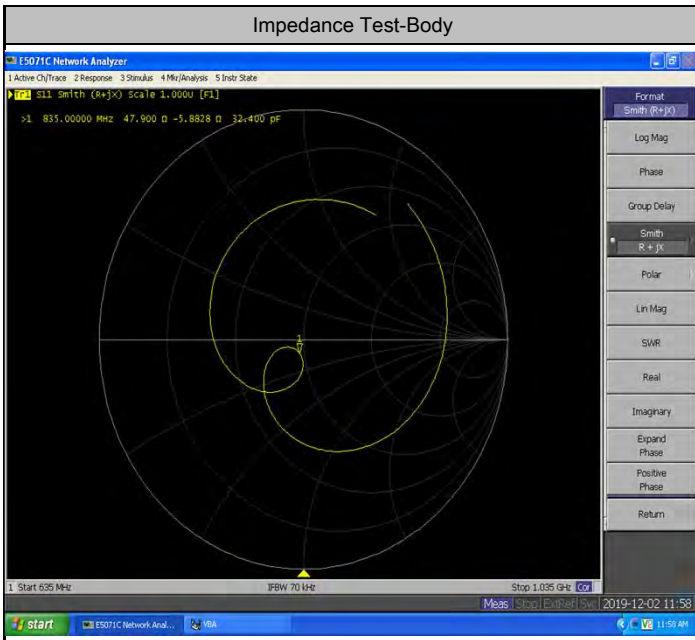 Impedance Test-Body
E5071C Network Analyzer
1 Active Ch/Trace 2 Response 3 Stimulus 4 Mkr/Analysis 5 Instr State
Tr1 S11 Smith (R+jX) Scale 1.000U [F1]
>1 835.00000 MHz 47.900 Ω -5.8828 Ω 32.400 pF
1
Format
Smith (R+jX)
Log Mag
Phase
Group Delay
Smith
R + jX
Polar
Lin Mag
SWR
Real
Imaginary
Expand
Phase
Positive
Phase
Return
1 Start 635 MHz IFBW 70 kHz Stop 1.035 GHz Cor
Meas Stop ExtRef Svc 2019-12-02 11:58
start E5071C Network Anal... VBA 11:58 AM